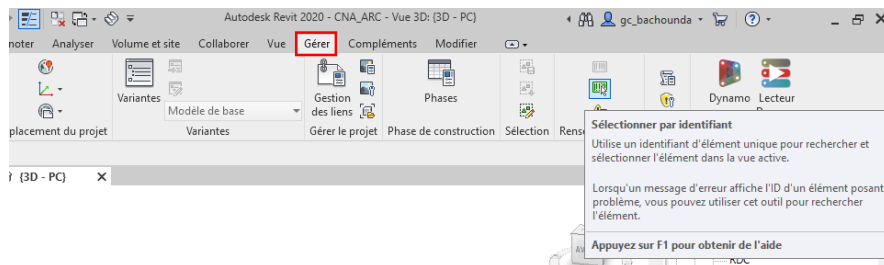 Autodesk Revit 2020 - CNA_ARC - Vue 3D: {3D - PC}
gc_bachounda
noter Analyser Volume et site Collaborer Vue Gérer Compléments Modifier
Variantes
Modèle de base
Gestion
des liens
Phases
Dynamo Lecteur
placement du projet Variantes Gérer le projet Phase de construction Sélection Rens
Sélectionner par identifiant
Utilise un identifiant d'élément unique pour rechercher et
sélectionner l'élément dans la vue active.
Lorsqu'un message d'erreur affiche l'ID d'un élément posant
problème, vous pouvez utiliser cet outil pour rechercher
l'élément.
Appuyez sur F1 pour obtenir de l'aide
{3D - PC}
RDC